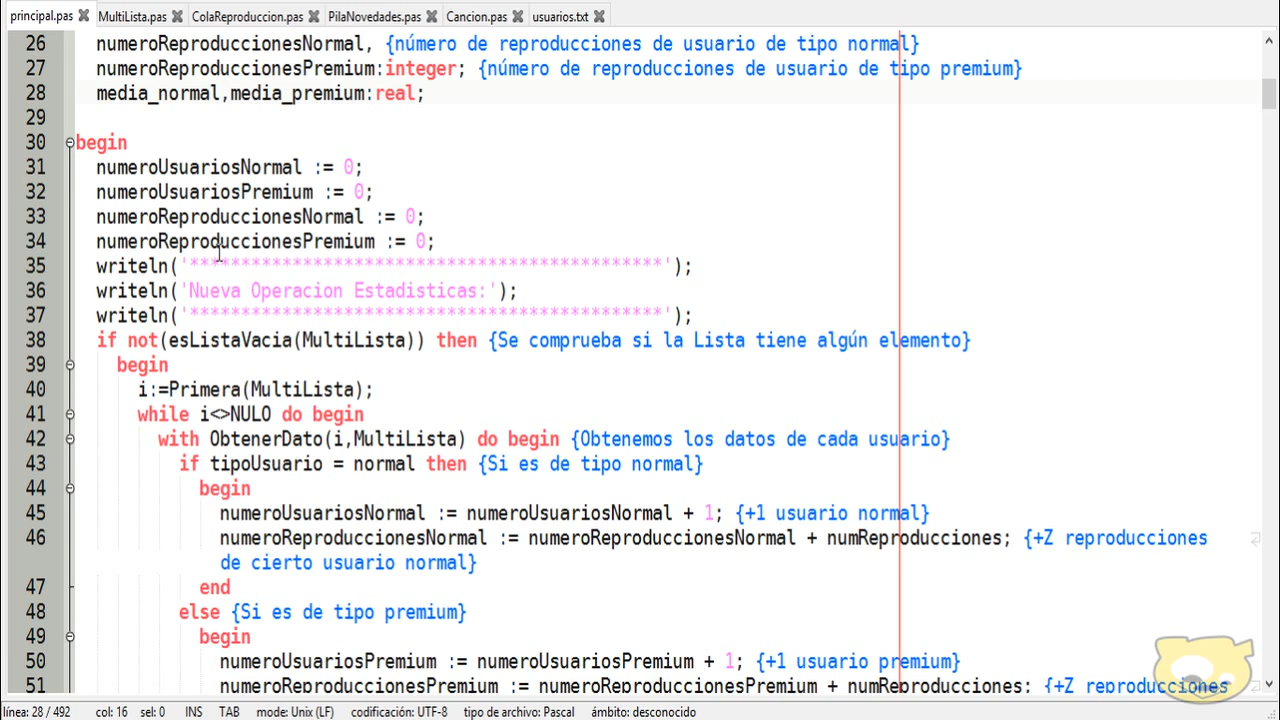 principal.pas MultiLista.pas ColaReproduccion.pas PilaNovedades.pas Cancion.pas usuarios.txt
26 numeroReproduccionesNormal, {número de reproducciones de usuario de tipo normal}
27 numeroReproduccionesPremium:integer; {número de reproducciones de usuario de tipo premium}
28 media_normal,media_premium:real;
29
30 begin
31 numeroUsuariosNormal := 0;
32 numeroUsuariosPremium := 0;
33 numeroReproduccionesNormal := 0;
34 numeroReproduccionesPremium := 0;
35 writeln('**********************************************');
36 writeln('Nueva Operacion Estadisticas:');
37 writeln('**********************************************');
38 if not(esListaVacia(MultiLista)) then {Se comprueba si la Lista tiene algún elemento}
39 begin
40 i:=Primera(MultiLista);
41 while i<>NULO do begin
42 with ObtenerDato(i,MultiLista) do begin {Obtenemos los datos de cada usuario}
43 if tipoUsuario = normal then {Si es de tipo normal}
44 begin
45 numeroUsuariosNormal := numeroUsuariosNormal + 1; {+1 usuario normal}
46 numeroReproduccionesNormal := numeroReproduccionesNormal + numReproducciones; {+Z reproducciones
de cierto usuario normal}
47 end
48 else {Si es de tipo premium}
49 begin
50 numeroUsuariosPremium := numeroUsuariosPremium + 1; {+1 usuario premium}
51 numeroReproduccionesPremium := numeroReproduccionesPremium + numReproducciones; {+Z reproducciones
línea: 28 / 492 col: 16 sel: 0 INS TAB mode: Unix (LF) codificación: UTF-8 tipo de archivo: Pascal ámbito: desconocido